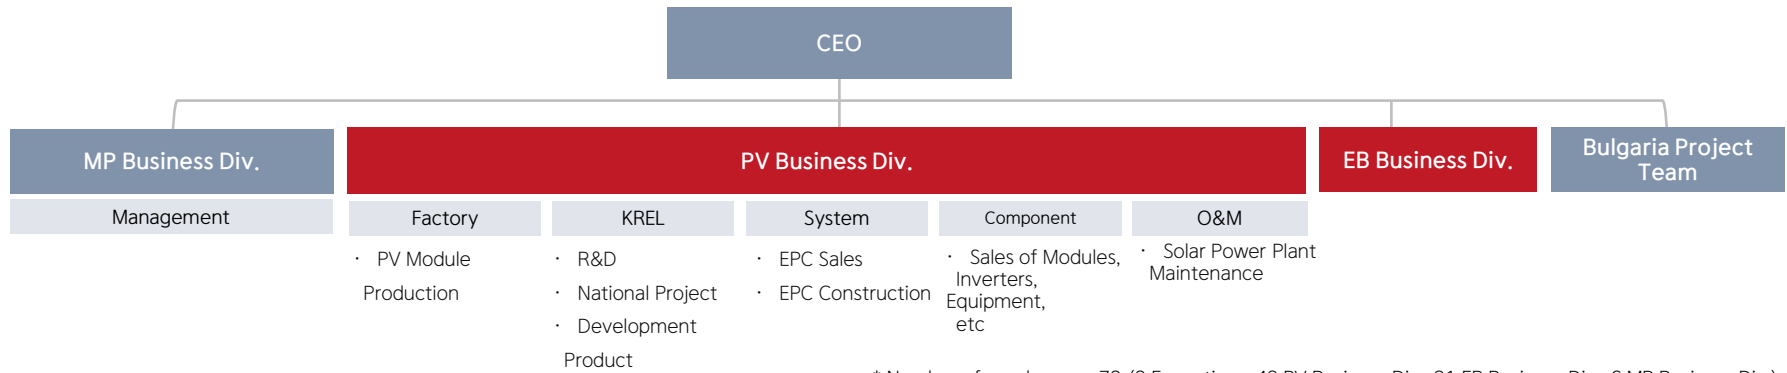 CEO
MP Business Div.
PV Business Div.
EB Business Div.
Bulgaria Project
Team
Management
Factory
KREL
System
Component
O&M
· PV Module
Production
· R&D
· National Project
· Development
Product
· EPC Sales
· EPC Construction
· Sales of Modules,
Inverters,
Equipment,
etc
· Solar Power Plant
Maintenance